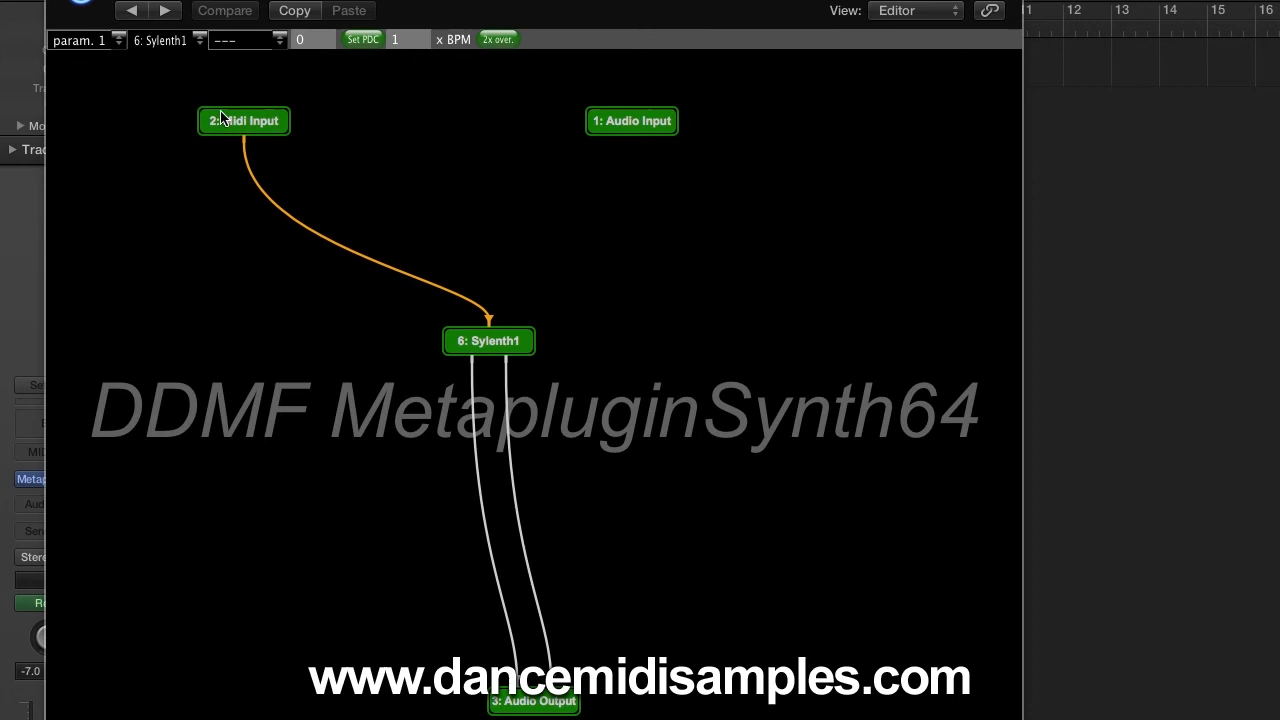 Compare Copy Paste View: Editor
11 12 13 14 15 16
param. 1 6: Sylenth1 --- 0 Set PDC 1 x BPM 2x over.
2: Midi Input 1: Audio Input
6: Sylenth1
DDMF MetapluginSynth64
-7.0
www.dancemidisamples.com
3: Audio Output